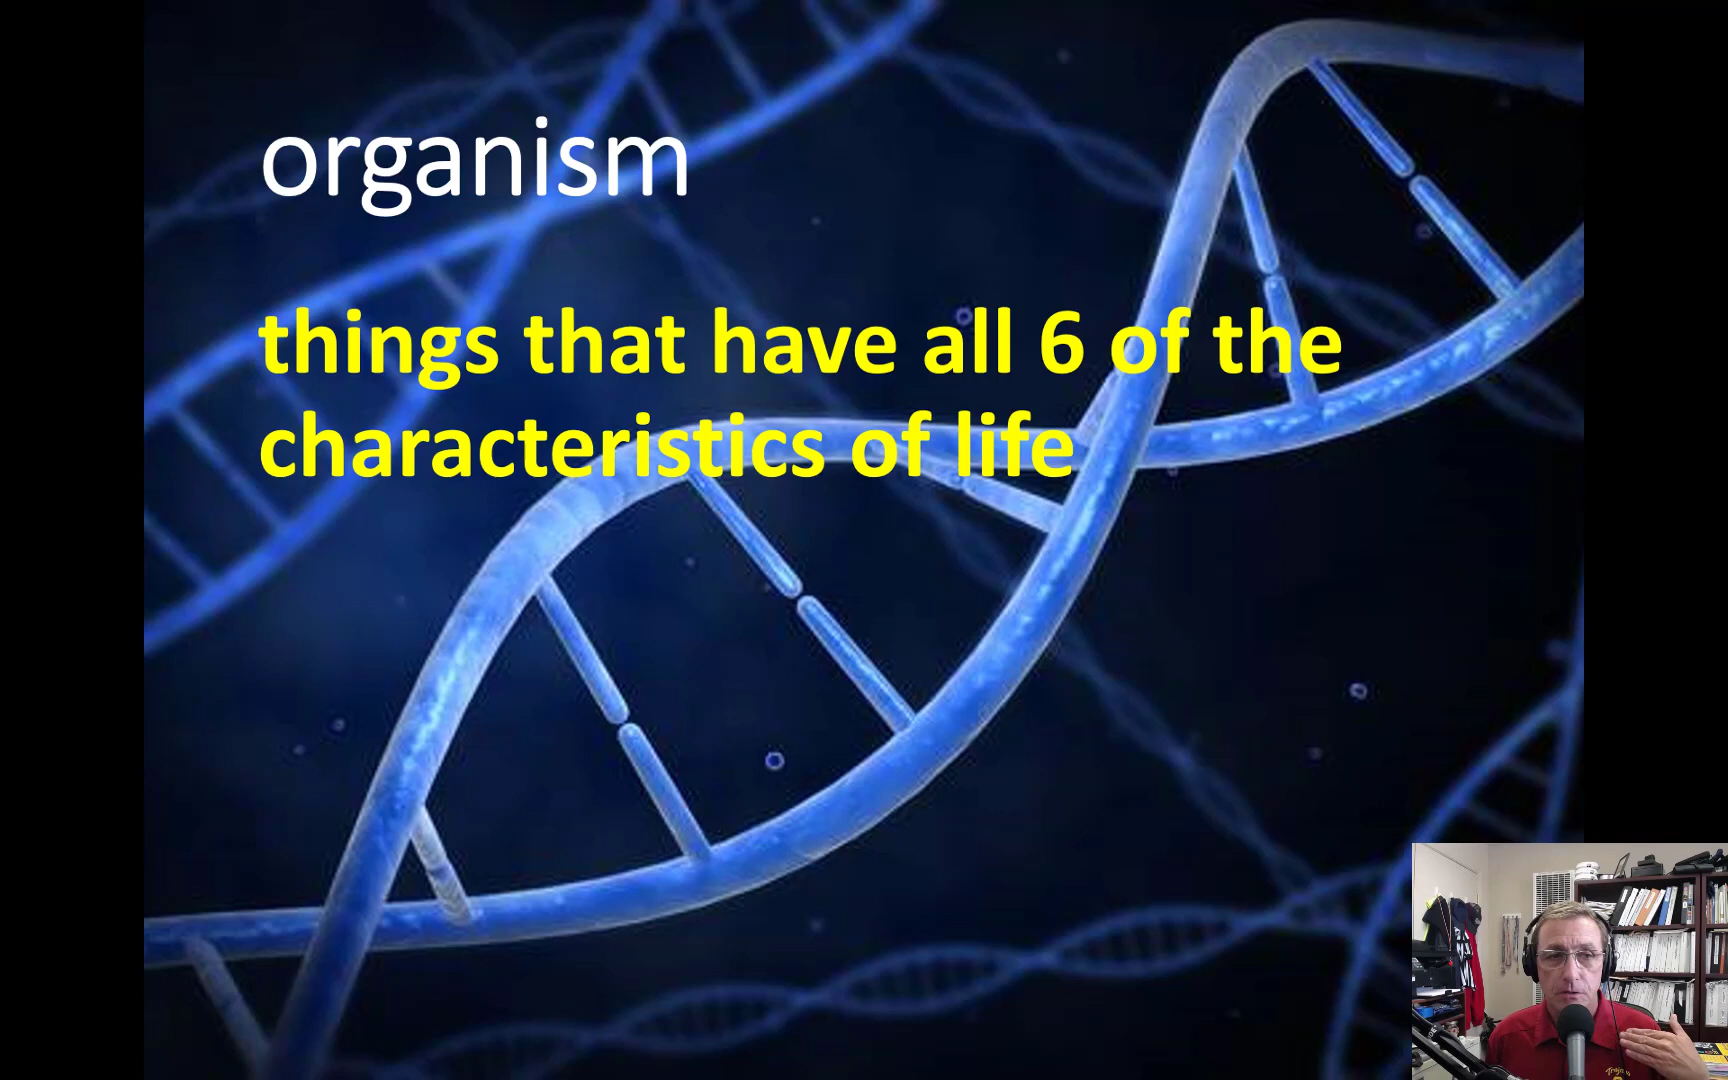 organism
things that have all 6 of the
characteristics of life